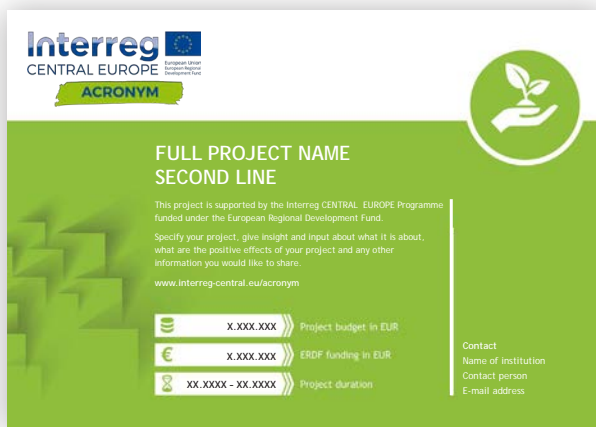 Interreg
CENTRAL EUROPE
European Union
European Regional
Development Fund
ACRONYM
FULL PROJECT NAME
SECOND LINE
This project is supported by the Interreg CENTRAL EUROPE Programme
funded under the European Regional Development Fund.
Specify your project, give insight and input about what it is about,
what are the positive effects of your project and any other
information you would like to share.
www.interreg-central.eu/acronym
X.XXX.XXX Project budget in EUR
€ X.XXX.XXX ERDF funding in EUR
XX.XXXX - XX.XXXX Project duration
Contact
Name of institution
Contact person
E-mail address